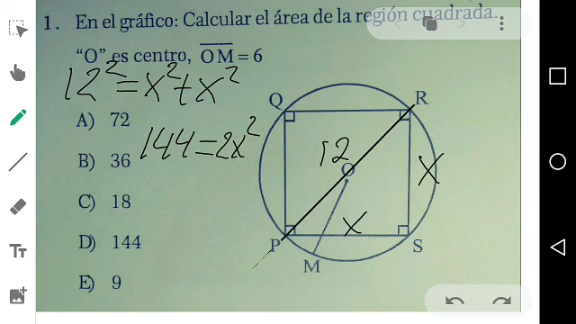 1. En el gráfico: Calcular el área de la región cuadrada.
"O" es centro, OM = 6
12² = x² + x²
A) 72
144 = 2x²
B) 36
C) 18
D) 144
E) 9
Q
R
12
O
x
x
P
S
M
Tт